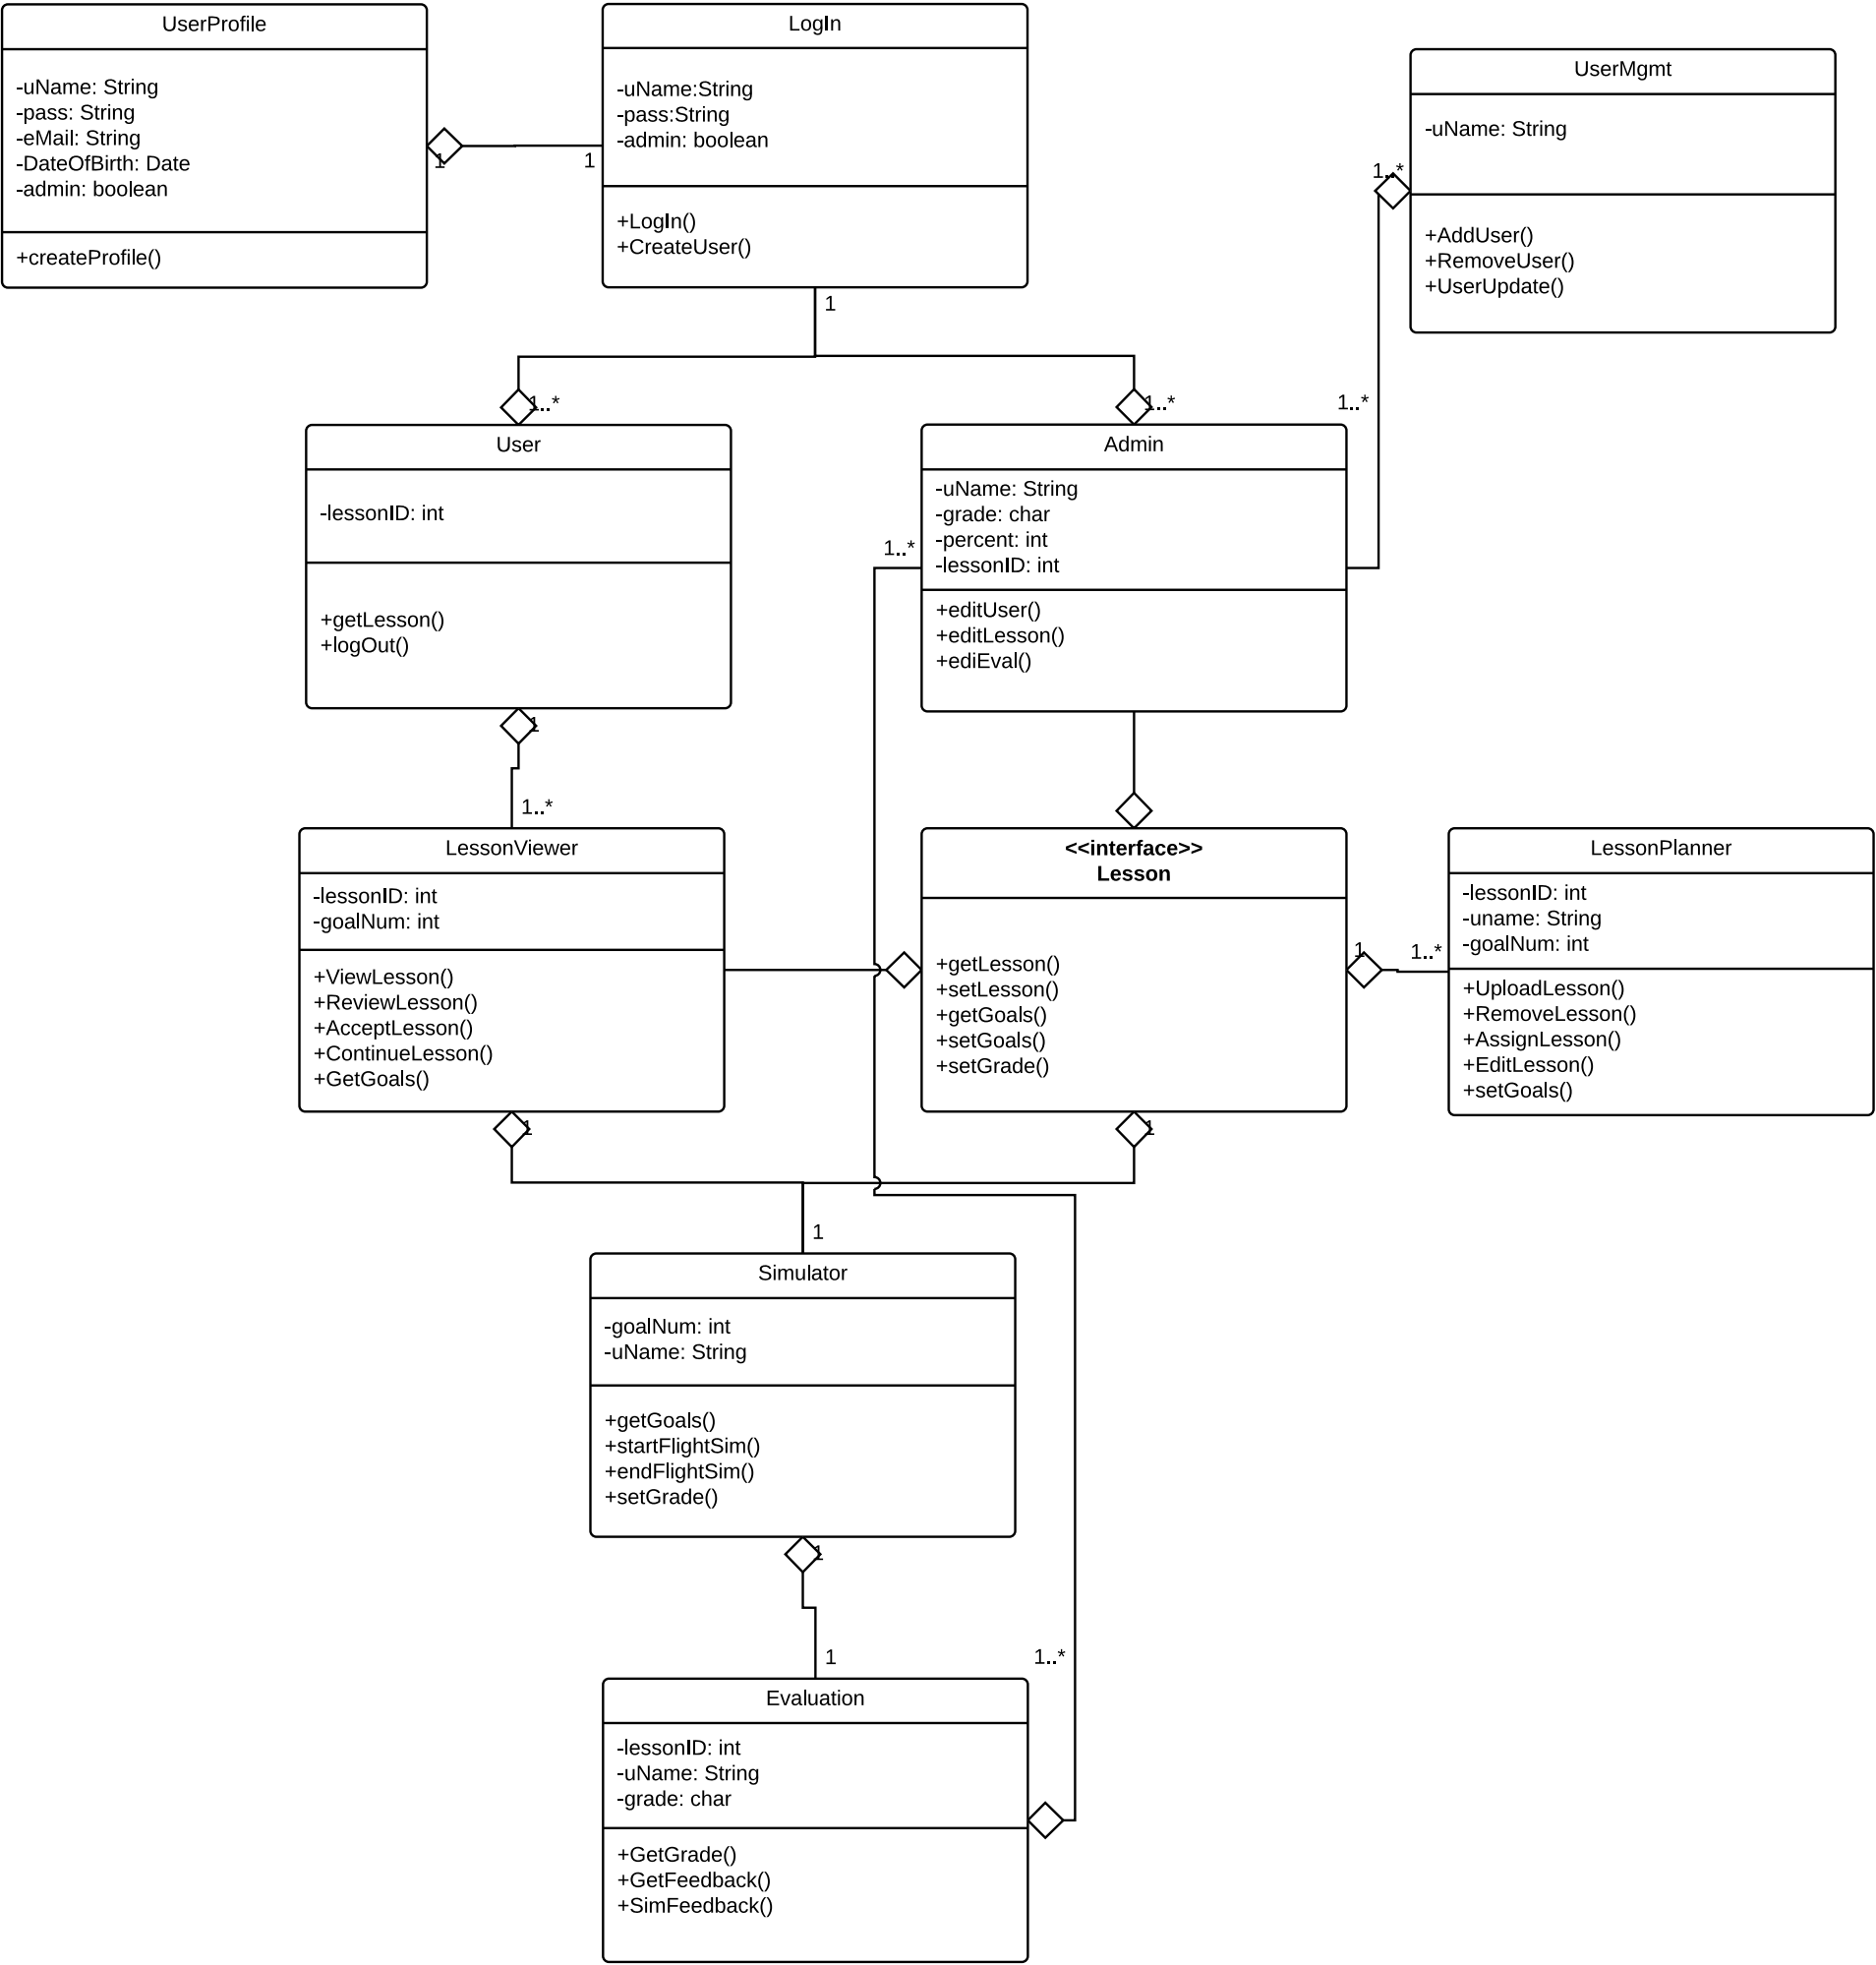 UserProfile
-uName: String
-pass: String
-eMail: String
-DateOfBirth: Date
-admin: boolean
+createProfile()
1
1
LogIn
-uName:String
-pass:String
-admin: boolean
+LogIn()
+CreateUser()
1
UserMgmt
-uName: String
+AddUser()
+RemoveUser()
+UserUpdate()
1..*
1..*
1..*
1..*
User
-lessonID: int
+getLesson()
+logOut()
1
1..*
Admin
-uName: String
-grade: char
-percent: int
-lessonID: int
+editUser()
+editLesson()
+ediEval()
1..*
LessonViewer
-lessonID: int
-goalNum: int
+ViewLesson()
+ReviewLesson()
+AcceptLesson()
+ContinueLesson()
+GetGoals()
1
<<interface>>
Lesson
+getLesson()
+setLesson()
+getGoals()
+setGoals()
+setGrade()
1
1
1..*
LessonPlanner
-lessonID: int
-uname: String
-goalNum: int
+UploadLesson()
+RemoveLesson()
+AssignLesson()
+EditLesson()
+setGoals()
1
Simulator
-goalNum: int
-uName: String
+getGoals()
+startFlightSim()
+endFlightSim()
+setGrade()
1
1
1..*
Evaluation
-lessonID: int
-uName: String
-grade: char
+GetGrade()
+GetFeedback()
+SimFeedback()